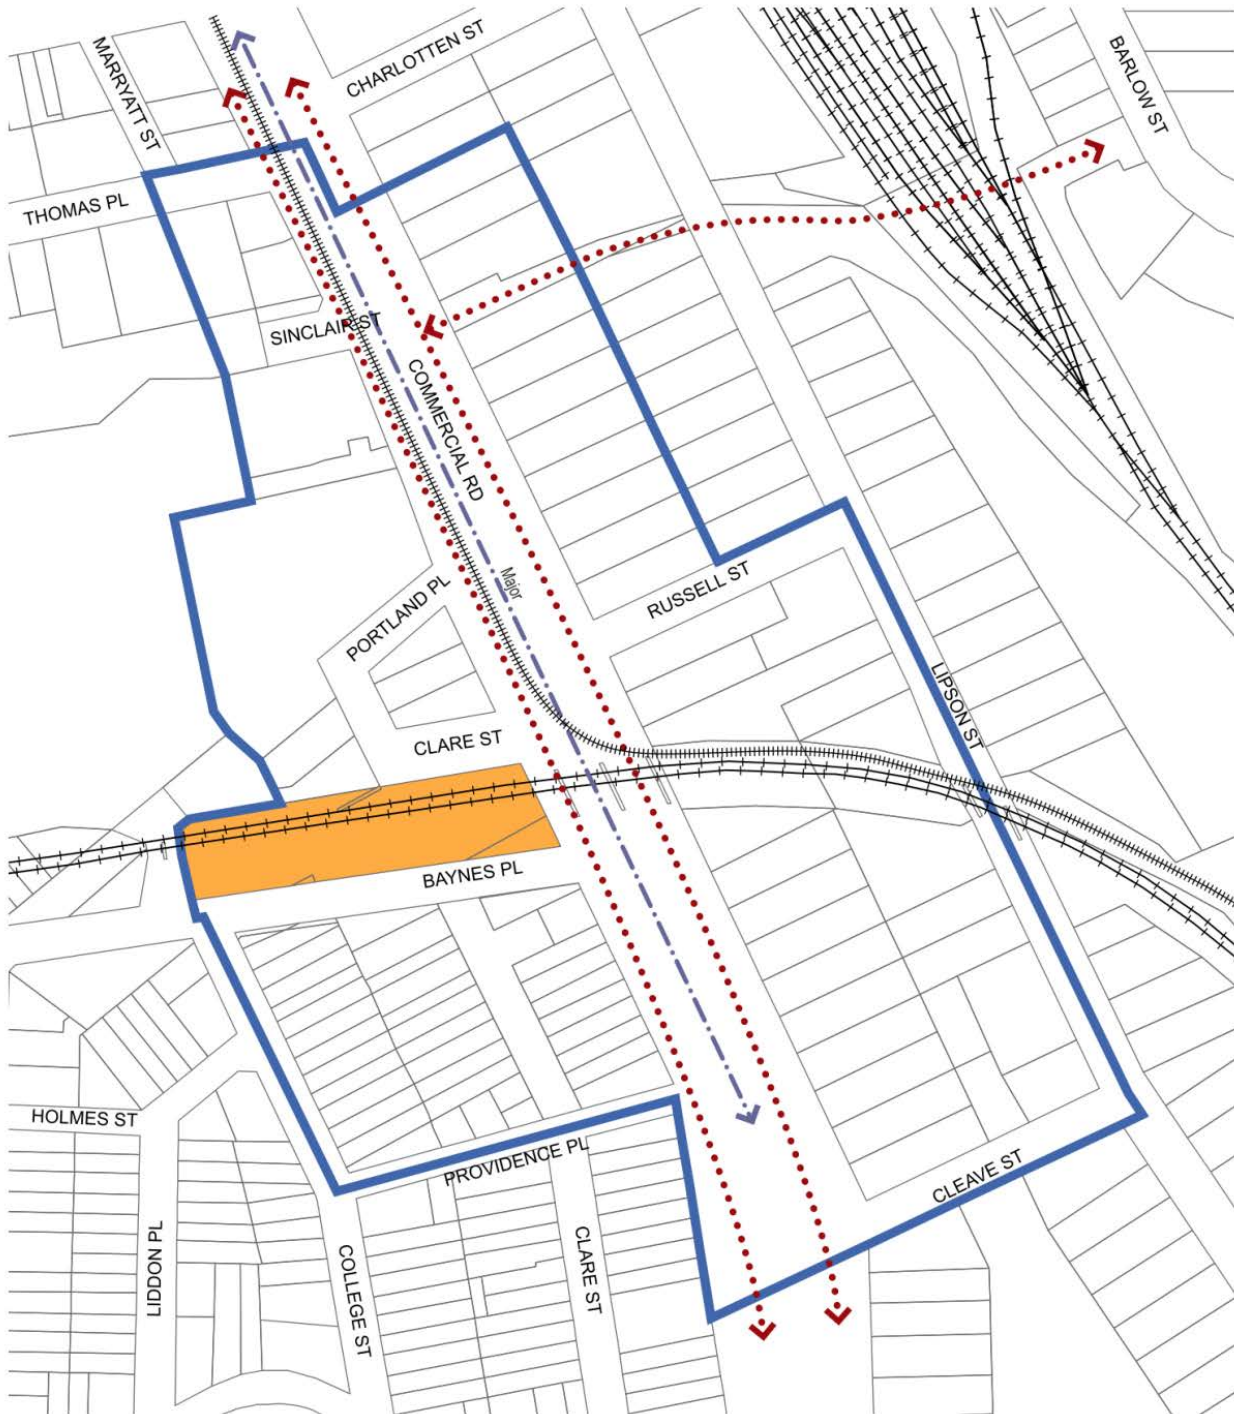 MARRYATT ST
CHARLOTTEN ST
BARLOW ST
THOMAS PL
SINCLAIR ST
COMMERCIAL RD
Major
PORTLAND PL
RUSSELL ST
LIPSON ST
CLARE ST
BAYNES PL
HOLMES ST
PROVIDENCE PL
CLEAVE ST
LIDDON PL
COLLEGE ST
CLARE ST